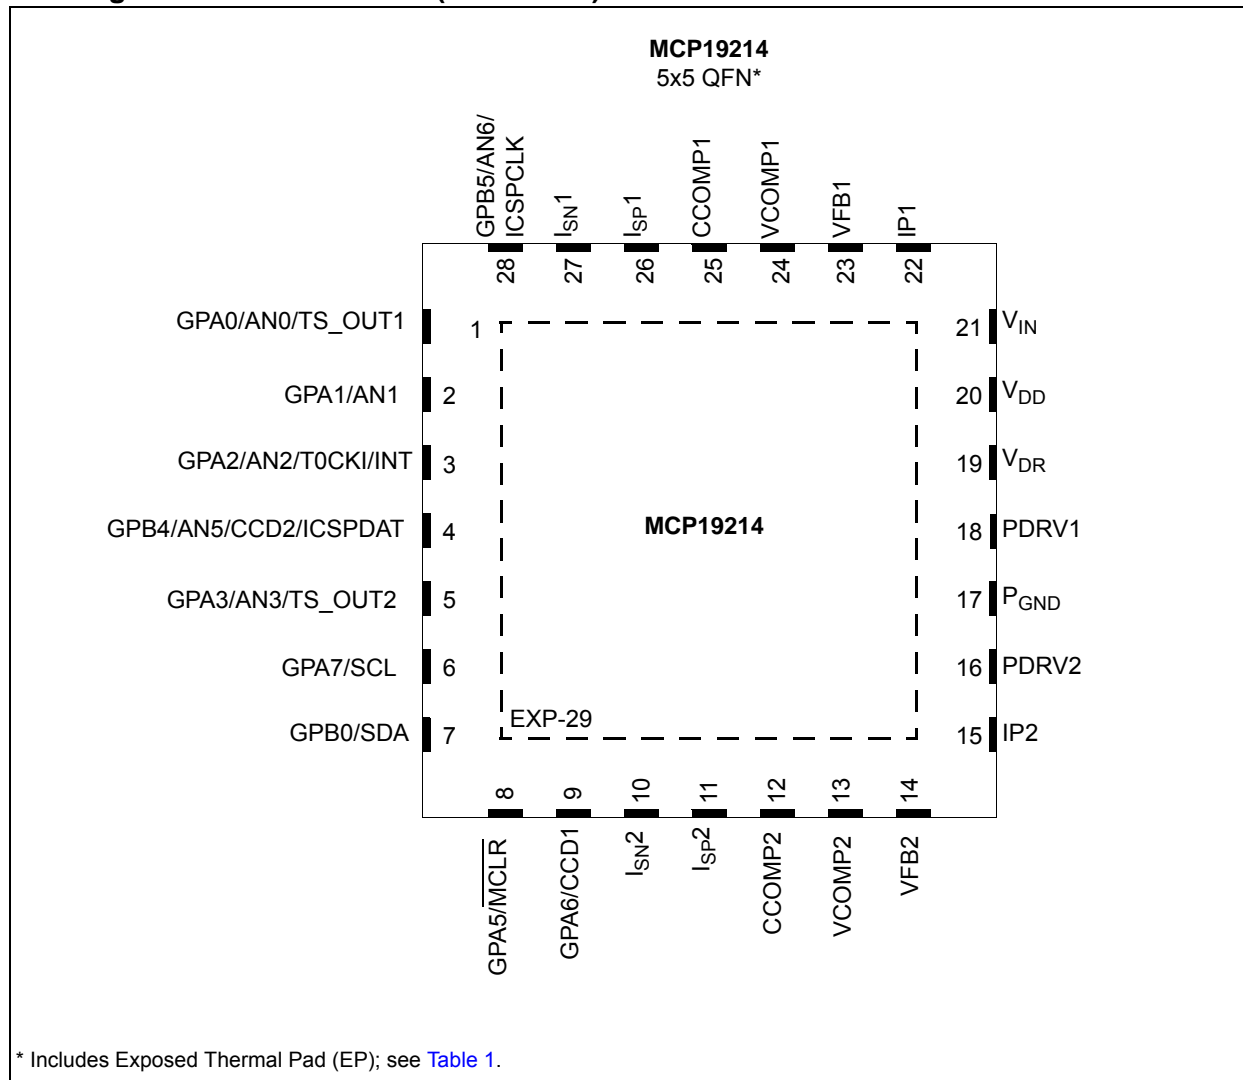 MCP19214
5x5 QFN*
GPB5/AN6/
ICSPCLK
ISN1
ISP1
CCOMP1
VCOMP1
VFB1
IP1
28
27
26
25
24
23
22
GPA0/AN0/TS_OUT1
1
21
VIN
GPA1/AN1
2
20
VDD
GPA2/AN2/T0CKI/INT
3
19
VDR
GPB4/AN5/CCD2/ICSPDAT
4
MCP19214
18
PDRV1
GPA3/AN3/TS_OUT2
5
17
PGND
GPA7/SCL
6
16
PDRV2
GPB0/SDA
7
EXP-29
15
IP2
8
9
10
11
12
13
14
GPA5/MCLR
GPA6/CCD1
ISN2
ISP2
CCOMP2
VCOMP2
VFB2
* Includes Exposed Thermal Pad (EP); see Table 1.